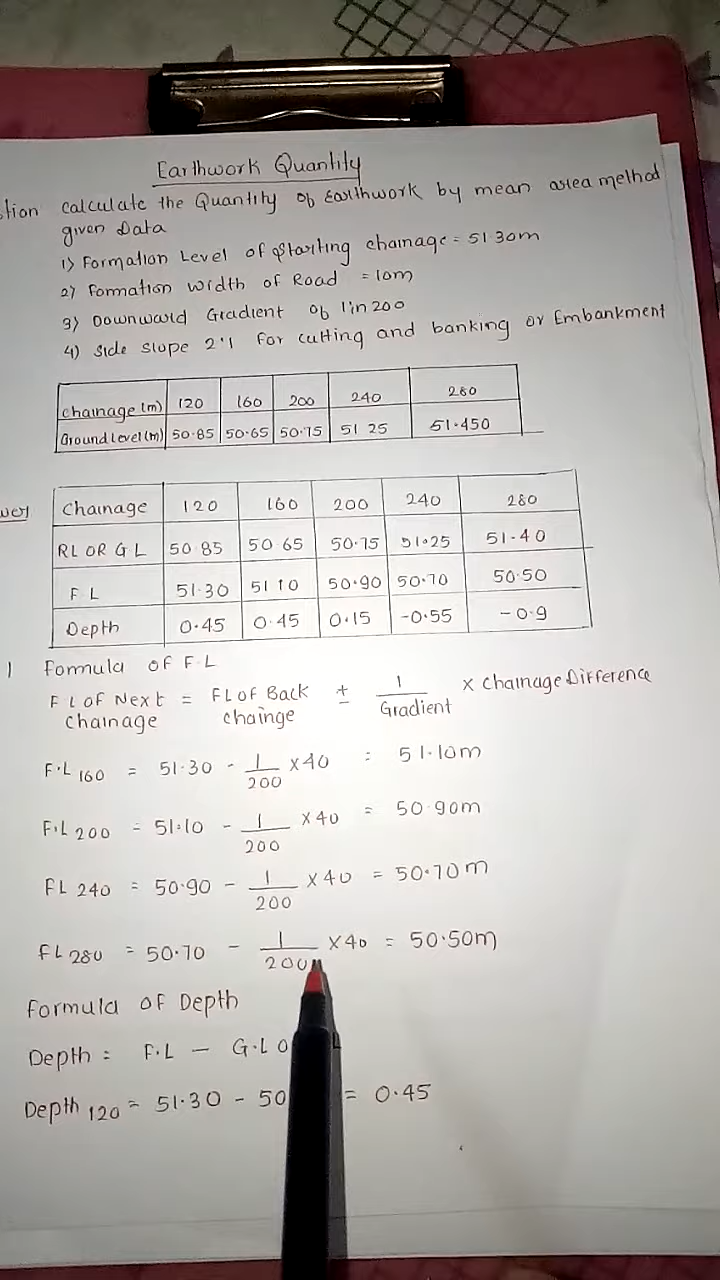 Earthwork Quantity
stion calculate the Quantity of Earthwork by mean area method
given Data
1) Formation Level of Starting chainage = 51.30m
2) Formation width of Road = 10m
3) Downward Gradient of 1 in 200
4) Side Slope 2:1 for cutting and banking or Embankment
Chainage (m) 120 160 200 240 280
Ground Level (m) 50.85 50.65 50.75 51.25 51.450
wer Chainage 120 160 200 240 280
RL OR G L 50.85 50.65 50.75 51.25 51.40
F L 51.30 51.10 50.90 50.70 50.50
Depth 0.45 0.45 0.15 -0.55 -0.9
1 Formula OF F.L
F L of Next Chainage = FL of Back Chainge ± 1/Gradient x Chainage Difference
F.L 160 = 51.30 - 1/200 x 40 = 51.10m
F.L 200 = 51.10 - 1/200 x 40 = 50.90m
FL 240 = 50.90 - 1/200 x 40 = 50.70m
FL 280 = 50.70 - 1/200 x 40 = 50.50m
Formula of Depth
Depth = F.L - G.L O L
Depth 120 = 51.30 - 50 = 0.45